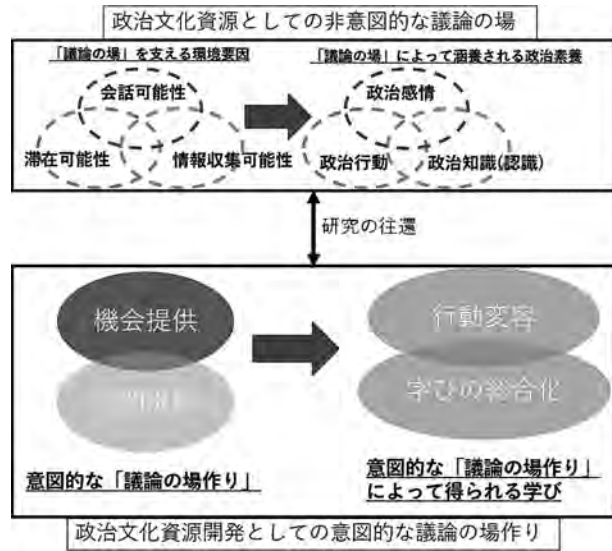 政治文化資源としての非意図的な議論の場
「議論の場」を支える環境要因
「議論の場」によって涵養される政治素養
会話可能性
滞在可能性
情報収集可能性
政治感情
政治行動
政治知識(認識)
研究の往還
機会提供
行動変容
学びの総合化
意図的な「議論の場作り」
意図的な「議論の場作り」
によって得られる学び
政治文化資源開発としての意図的な議論の場作り